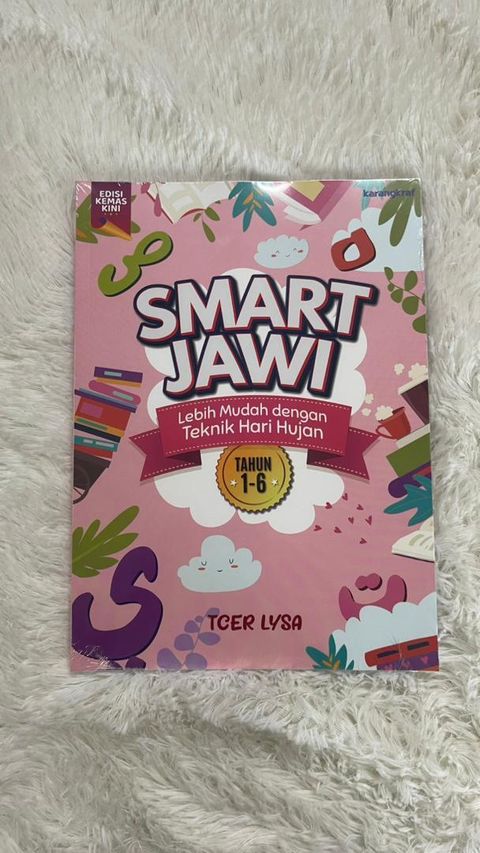 EDISI
KEMAS
KINI
karangkraf
SMART
JAWI
Lebih Mudah dengan
Teknik Hari Hujan
TAHUN
1-6
TCER LYSA